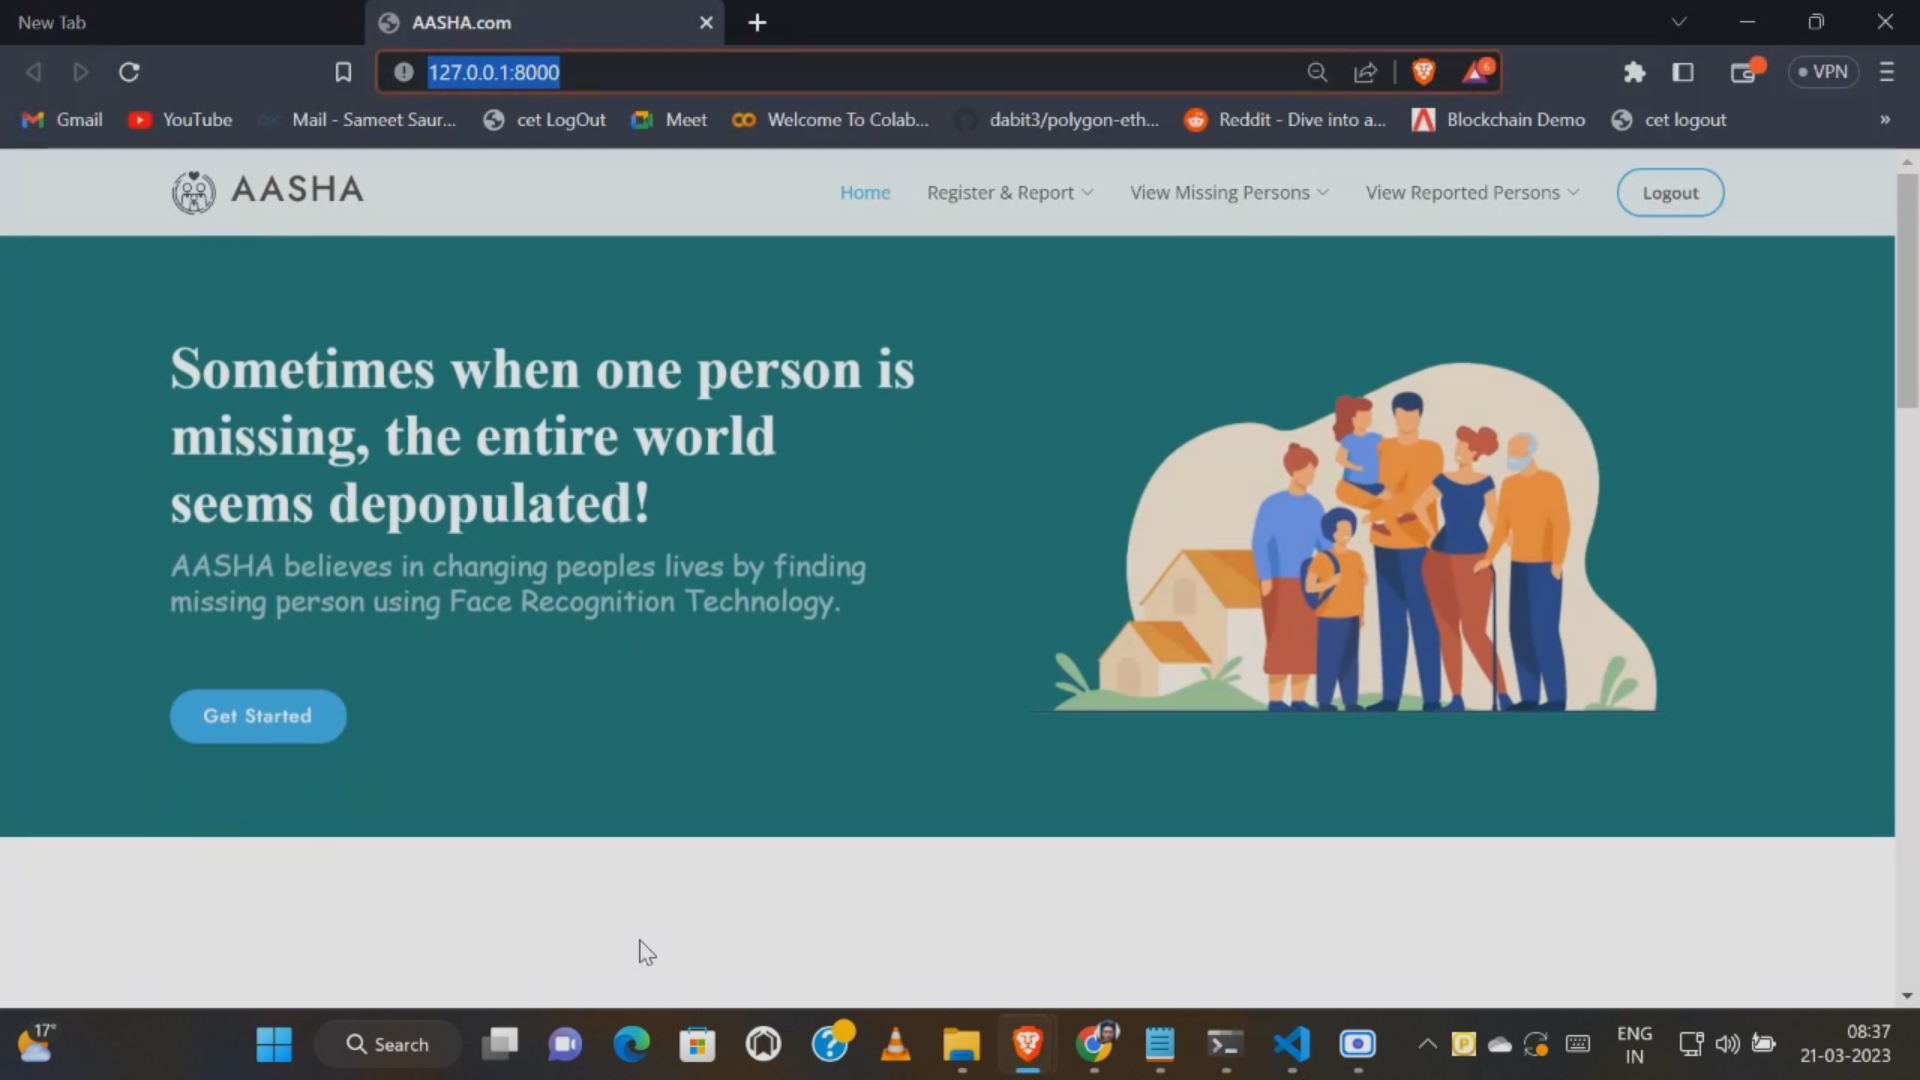 New Tab
AASHA.com
127.0.0.1:8000
6
VPN
Gmail
YouTube
Mail - Sameet Saur...
cet LogOut
Meet
Welcome To Colab...
dabit3/polygon-eth...
Reddit - Dive into a...
Blockchain Demo
cet logout
»
AASHA
Home
Register & Report
View Missing Persons
View Reported Persons
Logout
Sometimes when one person is
missing, the entire world
seems depopulated!
AASHA believes in changing peoples lives by finding
missing person using Face Recognition Technology.
Get Started
17°
Search
ENG
IN
08:37
21-03-2023